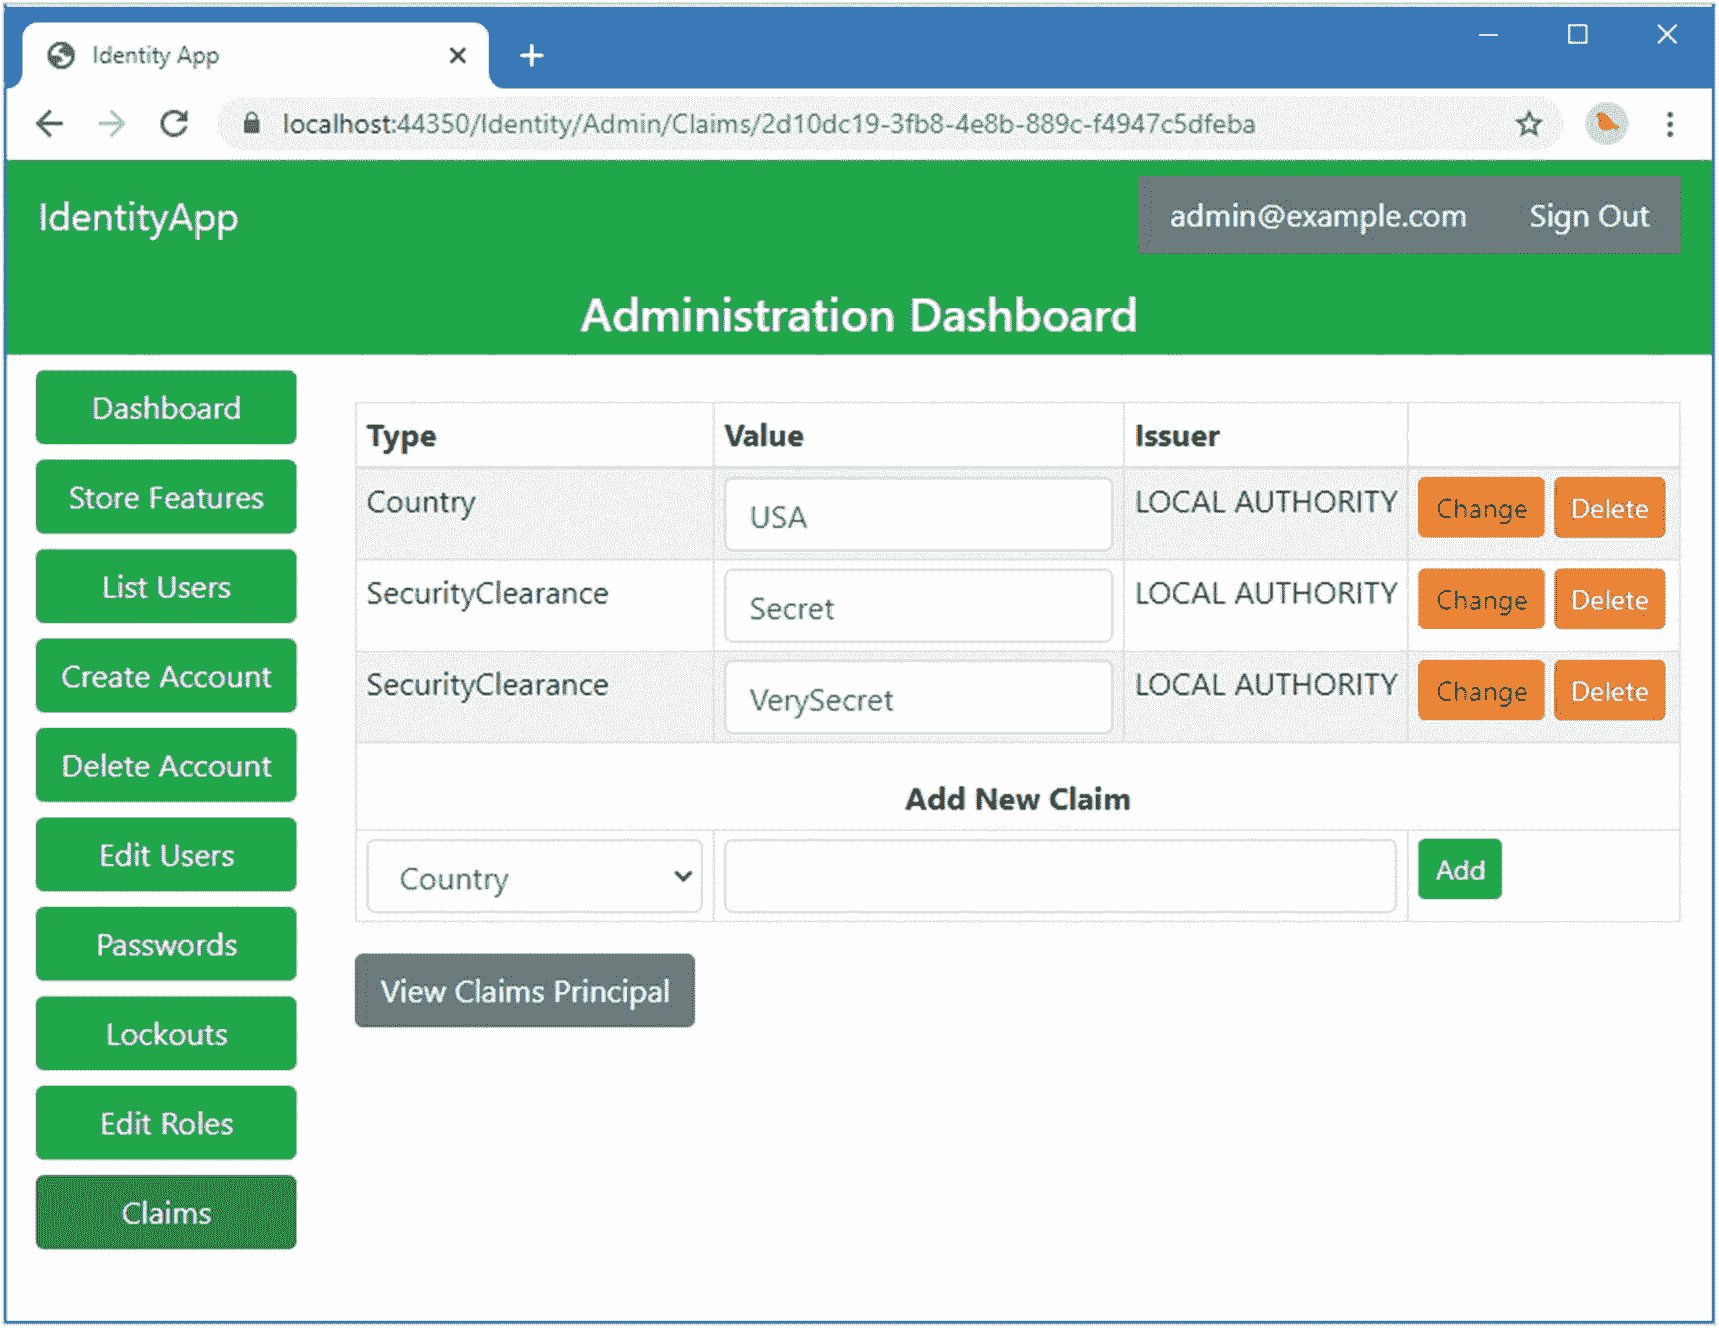 Identity App
localhost:44350/Identity/Admin/Claims/2d10dc19-3fb8-4e8b-889c-f4947c5dfeba
IdentityApp admin@example.com Sign Out
Administration Dashboard
Dashboard
Store Features
List Users
Create Account
Delete Account
Edit Users
Passwords
Lockouts
Edit Roles
Claims
Type Value Issuer
Country USA LOCAL AUTHORITY Change Delete
SecurityClearance Secret LOCAL AUTHORITY Change Delete
SecurityClearance VerySecret LOCAL AUTHORITY Change Delete
Add New Claim
Country Add
View Claims Principal